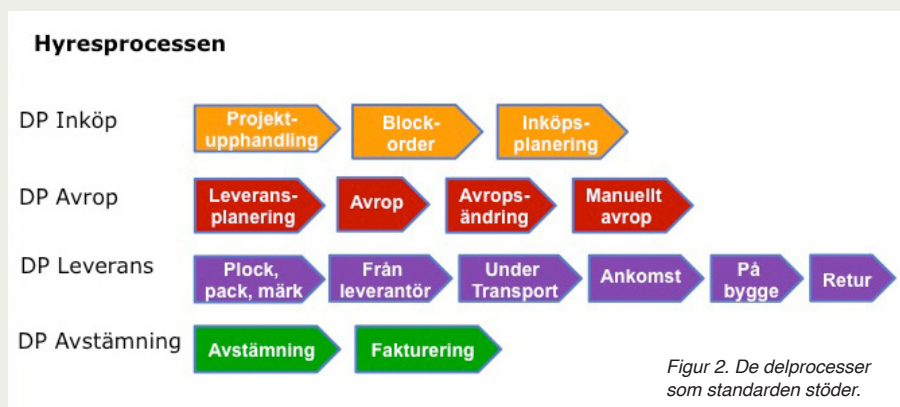 Hyresprocessen
DP Inköp
Projekt-
upphandling
Block-
order
Inköps-
planering
DP Avrop
Leverans-
planering
Avrop
Avrops-
ändring
Manuellt
avrop
DP Leverans
Plock,
pack, märk
Från
leverantör
Under
Transport
Ankomst
På
bygge
Retur
DP Avstämning
Avstämning
Fakturering
Figur 2. De delprocesser
som standarden stöder.